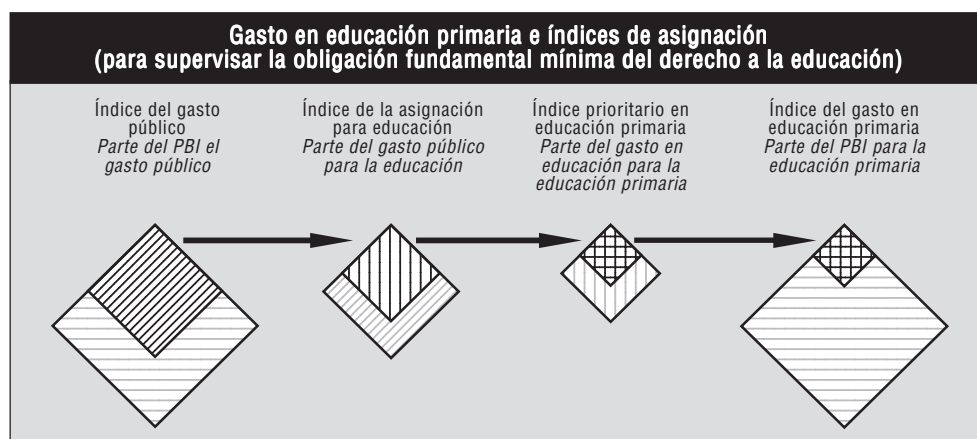 Gasto en educación primaria e índices de asignación
(para supervisar la obligación fundamental mínima del derecho a la educación)
Índice del gasto
público
Parte del PBI el
gasto público
Índice de la asignación
para educación
Parte del gasto público
para la educación
Índice prioritario en
educación primaria
Parte del gasto en
educación para la
educación primaria
Índice del gasto en
educación primaria
Parte del PBI para la
educación primaria